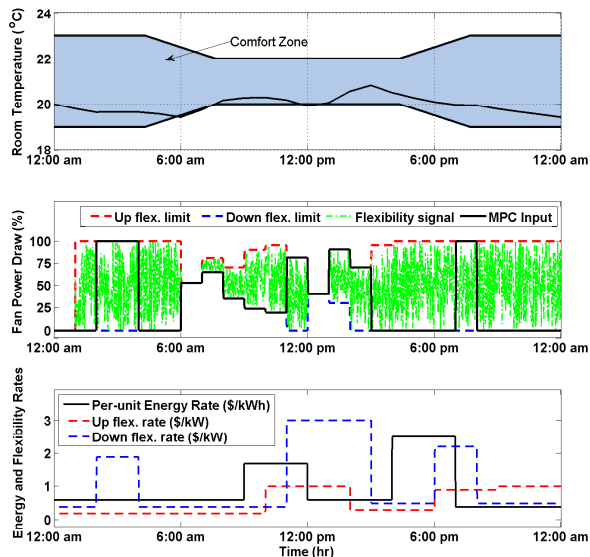 24
22
20
18
Room Temperature (°C)
Comfort Zone
12:00 am 6:00 am 12:00 pm 6:00 pm 12:00 am
Up flex. limit Down flex. limit Flexibility signal MPC Input
100
75
50
25
0
Fan Power Draw (%)
12:00 am 6:00 am 12:00 pm 6:00 pm 12:00 am
Per-unit Energy Rate ($/kWh)
Up flex. rate ($/kW)
Down flex. rate ($/kW)
3
2
1
0
Energy and Flexibility Rates
12:00 am 6:00 am 12:00 pm 6:00 pm 12:00 am
Time (hr)